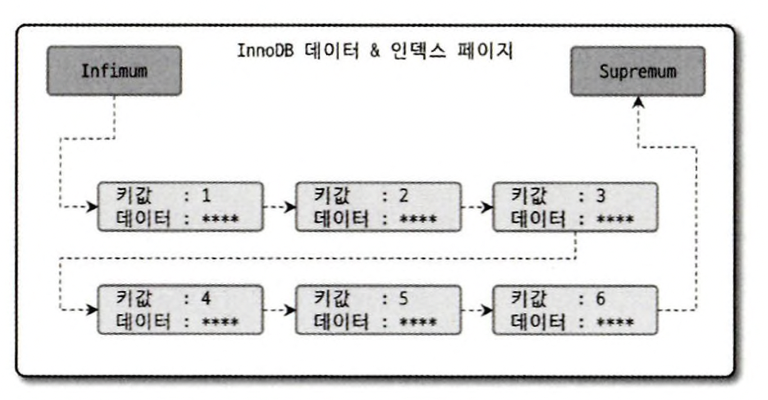 InnoDB 데이터 & 인덱스 페이지
Infimum
Supremum
키값 : 1
데이터 : ****
키값 : 2
데이터 : ****
키값 : 3
데이터 : ****
키값 : 4
데이터 : ****
키값 : 5
데이터 : ****
키값 : 6
데이터 : ****